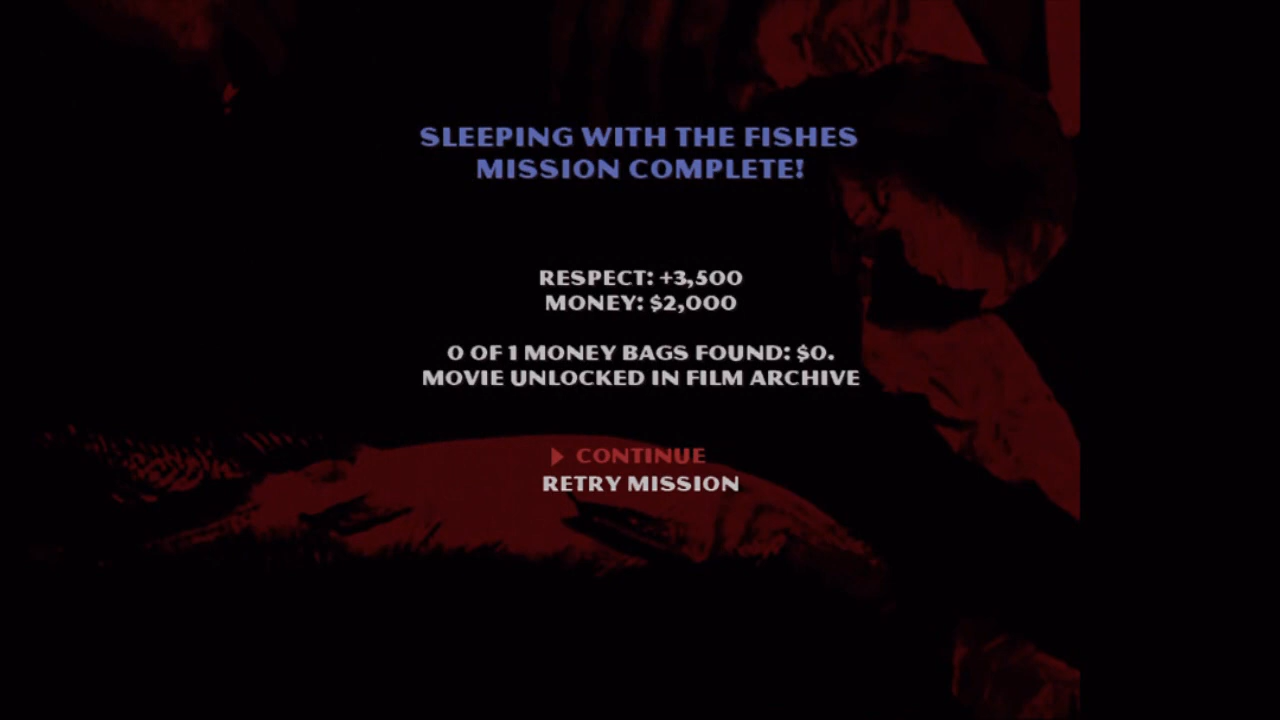 SLEEPING WITH THE FISHES
MISSION COMPLETE!
RESPECT: +3,500
MONEY: $2,000
0 OF 1 MONEY BAGS FOUND: $0.
MOVIE UNLOCKED IN FILM ARCHIVE
CONTINUE
RETRY MISSION